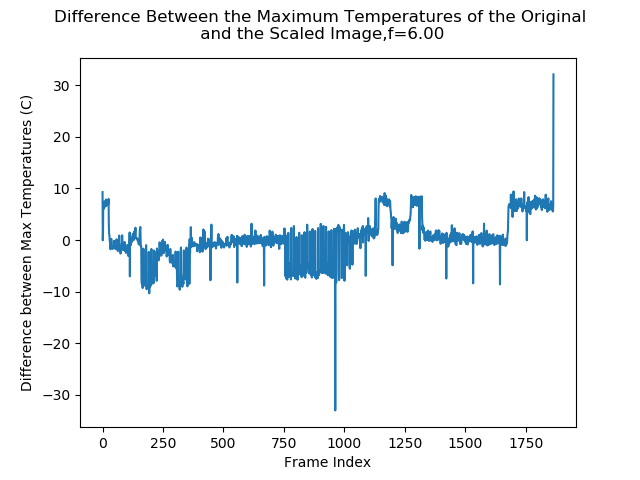 Difference Between the Maximum Temperatures of the Original
and the Scaled Image,f=6.00
Difference between Max Temperatures (C)
30
20
10
0
−10
−20
−30
0 250 500 750 1000 1250 1500 1750
Frame Index